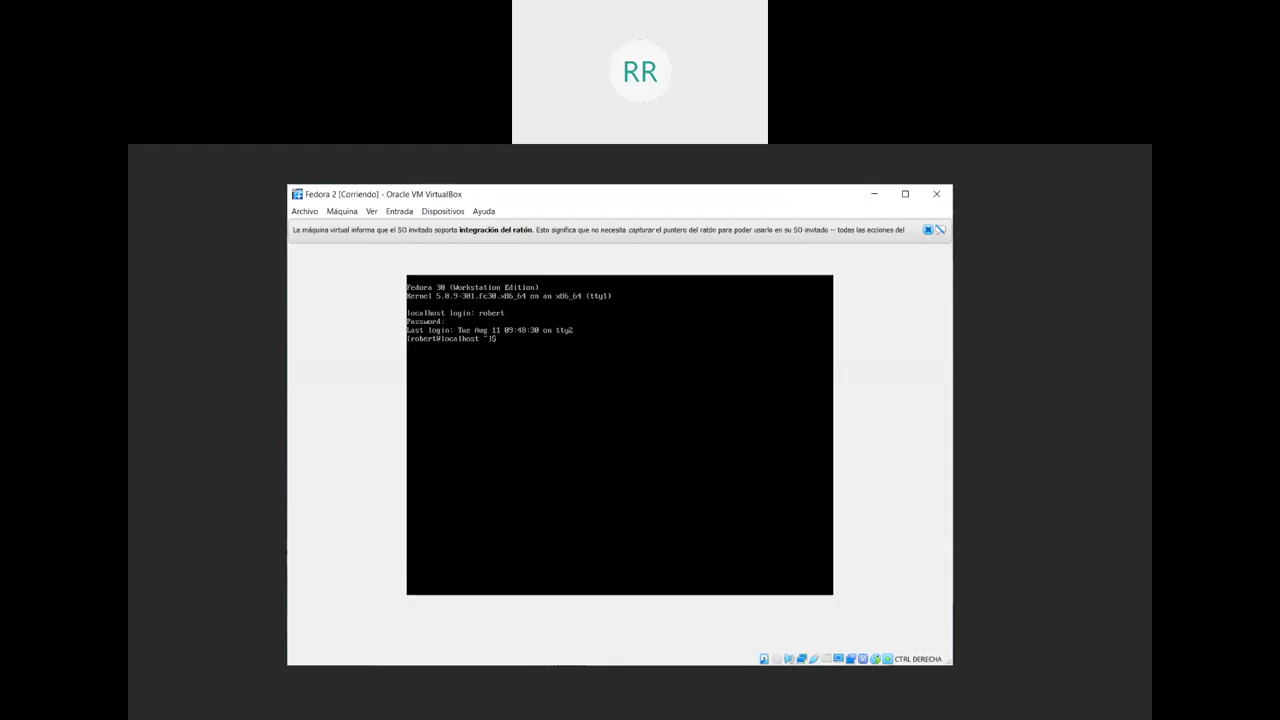 RR
Fedora 2 [Corriendo] - Oracle VM VirtualBox
Archivo Máquina Ver Entrada Dispositivos Ayuda
La máquina virtual informa que el SO invitado soporta integración del ratón. Esto significa que no necesita capturar el puntero del ratón para poder usarlo en su SO invitado -- todas las acciones del
Fedora 30 (Workstation Edition)
Kernel 5.0.9-301.fc30.x86_64 on an x86_64 (tty1)
localhost login: robert
Password:
Last login: Tue Aug 11 09:48:30 on tty2
[robert@localhost ~]$
CTRL DERECHA